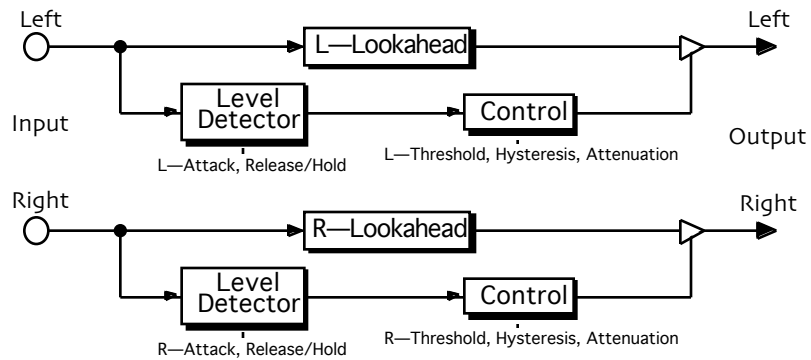 Left
Left
L—Lookahead
Level
Detector
Control
Input
Output
L—Attack, Release/Hold
L—Threshold, Hysteresis, Attenuation
Right
Right
R—Lookahead
Level
Detector
Control
R—Attack, Release/Hold
R—Threshold, Hysteresis, Attenuation